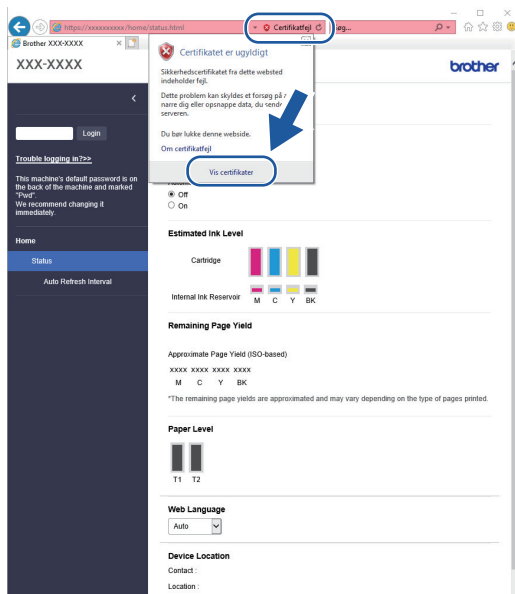 https://xxxxxxxxxx/home/status.html
Certifikatfejl
Brother XXX-XXXX
XXX-XXXX
brother
Certifikatet er ugyldigt
Sikkerhedscertifikatet fra dette websted
indeholder fejl.
Dette problem kan skyldes et forsøg på
narre dig eller opsnappe data, du sende
serveren.
Du bør lukke denne webside.
Om certifikatfejl
Vis certifikater
Login
Trouble logging in?>>
This machine's default password is on
the back of the machine and marked
"Pwd".
We recommend changing it
immediately.
Home
Status
Auto Refresh Interval
Off
On
Estimated Ink Level
Cartridge
Internal Ink Reservoir
M C Y BK
Remaining Page Yield
Approximate Page Yield (ISO-based)
xxxx xxxx xxxx xxxx
M C Y BK
*The remaining page yields are approximated and may vary depending on the type of pages printed.
Paper Level
T1 T2
Web Language
Auto
Device Location
Contact :
Location :